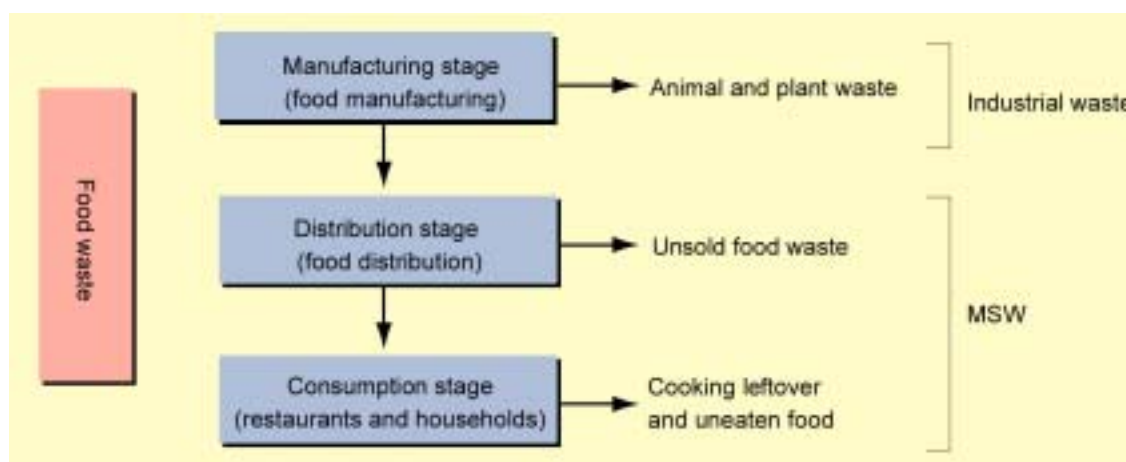 Food waste
Manufacturing stage
(food manufacturing)
Animal and plant waste
Industrial waste
Distribution stage
(food distribution)
Unsold food waste
MSW
Consumption stage
(restaurants and households)
Cooking leftover
and uneaten food